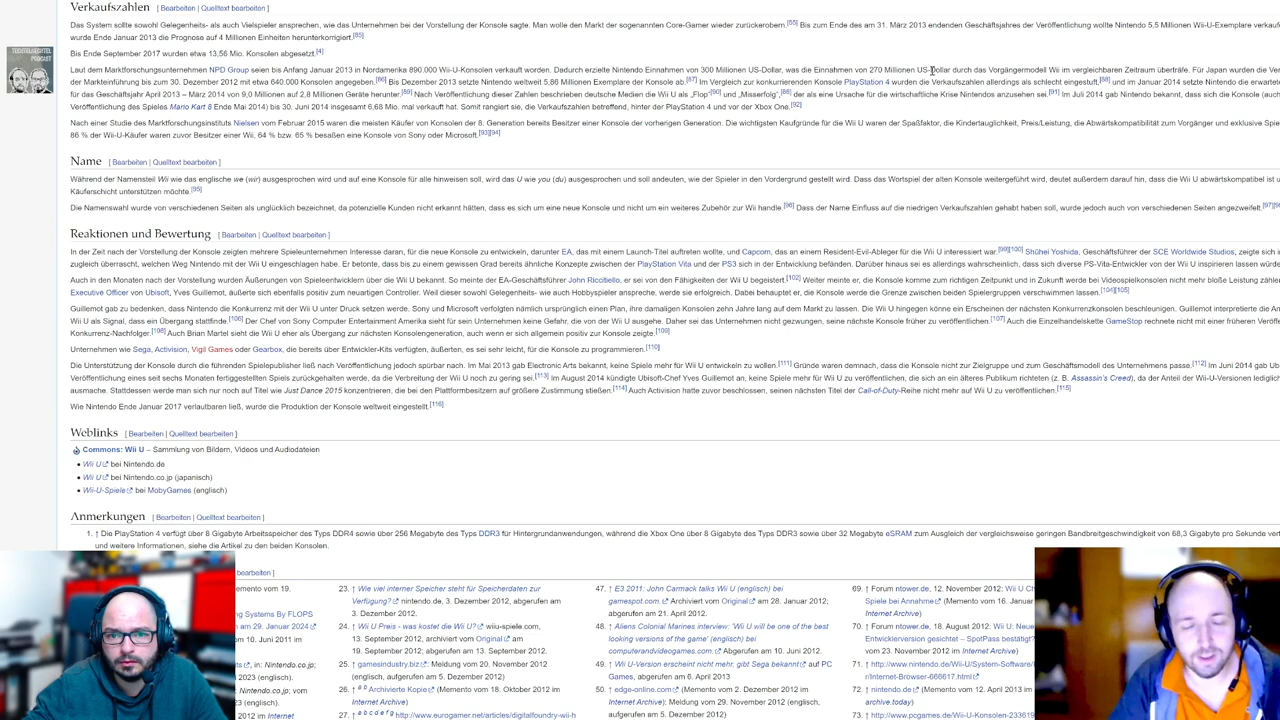 Verkaufszahlen [ Bearbeiten | Quelltext bearbeiten ]
Das System sollte sowohl Gelegenheits- als auch Vielspieler ansprechen, wie das Unternehmen bei der Vorstellung der Konsole sagte. Man wolle den Markt der sogenannten Core-Gamer wieder zurückerobern.[55] Bis zum Ende des am 31. März 2013 endenden Geschäftsjahres der Veröffentlichung wollte Nintendo 5,5 Millionen Wii-U-Exemplare
wurde Ende Januar 2013 die Prognose auf 4 Millionen Einheiten herunterkorrigiert.[85]
Bis Ende September 2017 wurden etwa 13,56 Mio. Konsolen abgesetzt.[4]
Laut dem Marktforschungsunternehmen NPD Group seien bis Anfang Januar 2013 in Nordamerika 890.000 Wii-U-Konsolen verkauft worden. Dadurch erzielte Nintendo Einnahmen von 300 Millionen US-Dollar, was die Einnahmen von 270 Millionen US-Dollar durch das Vorgängermodell Wii im vergleichbaren Zeitraum überträfe. Für Japan wurden die
der Markteinführung bis zum 30. Dezember 2012 mit etwa 640.000 Konsolen angegeben.[86] Bis Dezember 2013 setzte Nintendo weltweit 5,86 Millionen Exemplare der Konsole ab.[87] Im Vergleich zur konkurrierenden Konsole PlayStation 4 wurden die Verkaufszahlen allerdings als schlecht eingestuft,[88] und im Januar 2014 setzte Nintendo die
für das Geschäftsjahr April 2013 – März 2014 von 9,0 Millionen auf 2,8 Millionen Geräte herunter.[89] Nach Veröffentlichung dieser Zahlen beschrieben deutsche Medien die Wii U als „Flop“[90] und „Misserfolg“,[88] der als eine Ursache für die wirtschaftliche Krise Nintendos anzusehen sei.[91] Im Juli 2014 gab Nintendo bekannt, dass sich die Konsole
Veröffentlichung des Spieles Mario Kart 8 Ende Mai 2014) bis 30. Juni 2014 insgesamt 6,68 Mio. mal verkauft hat. Somit rangiert sie, die Verkaufszahlen betreffend, hinter der PlayStation 4 und vor der Xbox One.[92]
Nach einer Studie des Marktforschungsinstituts Nielsen vom Februar 2015 waren die meisten Käufer von Konsolen der 8. Generation bereits Besitzer einer Konsole der vorherigen Generation. Die wichtigsten Kaufgründe für die Wii U waren der Spaßfaktor, die Kindertauglichkeit, Preis/Leistung, die Abwärtskompatibilität zum Vorgänger und exklusive
86 % der Wii-U-Käufer waren zuvor Besitzer einer Wii, 64 % bzw. 65 % besaßen eine Konsole von Sony oder Microsoft.[93][94]
Name [ Bearbeiten | Quelltext bearbeiten ]
Während der Namensteil Wii wie das englische we (wir) ausgesprochen wird und auf eine Konsole für alle hinweisen soll, wird das U wie you (du) ausgesprochen und soll andeuten, wie der Spieler in den Vordergrund gestellt wird. Dass das Wortspiel der alten Konsole weitergeführt wird, deutet außerdem darauf hin, dass die Wii U abwärtskompatibel ist
Käuferschicht unterstützen möchte.[95]
Die Namenswahl wurde von verschiedenen Seiten als unglücklich bezeichnet, da potenzielle Kunden nicht erkannt hätten, dass es sich um eine neue Konsole und nicht um ein weiteres Zubehör zur Wii handle.[96] Dass der Name Einfluss auf die niedrigen Verkaufszahlen gehabt haben soll, wurde jedoch auch von verschiedenen Seiten angezweifelt.[97]
Reaktionen und Bewertung [ Bearbeiten | Quelltext bearbeiten ]
In der Zeit nach der Vorstellung der Konsole zeigten mehrere Spieleunternehmen Interesse daran, für die neue Konsole zu entwickeln, darunter EA, das mit einem Launch-Titel auftreten wollte, und Capcom, das an einem Resident-Evil-Ableger für die Wii U interessiert war.[99][100] Shūhei Yoshida, Geschäftsführer der SCE Worldwide Studios, zeigte sich
zugleich überrascht, welchen Weg Nintendo mit der Wii U eingeschlagen habe. Er betonte, dass bis zu einem gewissen Grad bereits ähnliche Konzepte zwischen der PlayStation Vita und der PS3 sich in der Entwicklung befänden. Darüber hinaus sei es allerdings wahrscheinlich, dass sich diverse PS-Vita-Entwickler von der Wii U inspirieren lassen
Auch in den Monaten nach der Vorstellung wurden Äußerungen von Spielsentwicklern über die Wii U bekannt. So meinte der EA-Geschäftsführer John Riccitiello, er sei von den Fähigkeiten der Wii U begeistert.[102] Weiter meinte er, die Konsole komme zum richtigen Zeitpunkt und in Zukunft werde bei Videospielkonsolen nicht mehr bloße Leistung
Executive Officer von Ubisoft, Yves Guillemot, äußerte sich ebenfalls positiv zum neuartigen Controller. Weil dieser sowohl Gelegenheits- wie auch Hobbyspieler anspreche, werde sie erfolgreich. Dabei behauptet er, die Konsole werde die Grenze zwischen beiden Spielergruppen verschwimmen lassen.[104][105]
Guillemot gab zu bedenken, dass Nintendo die Konkurrenz mit der Wii U unter Druck setzen werde. Sony und Microsoft verfolgten nämlich ursprünglich einen Plan, ihre damaligen Konsolen zehn Jahre lang auf dem Markt zu lassen. Die Wii U hingegen könne ein Erscheinen der nächsten Konkurrenzkonsolen beschleunigen. Guillemot interpretierte die
Wii U als Signal, dass ein Übergang stattfinde.[106] Der Chef von Sony Computer Entertainment Amerika sieht für sein Unternehmen keine Gefahr, die von der Wii U ausgehe. Daher sei das Unternehmen nicht gezwungen, seine nächste Konsole früher zu veröffentlichen.[107] Auch die Einzelhandelskette GameStop rechnete nicht mit einer früheren
Konkurrenz-Nachfolger.[108] Auch Brian Martel sieht die Wii U eher als Übergang zur nächsten Konsolengeneration, auch wenn er sich allgemein positiv zur Konsole zeigte.[109]
Unternehmen wie Sega, Activision, Vigil Games oder Gearbox, die bereits über Entwickler-Kits verfügten, äußerten, es sei sehr leicht, für die Konsole zu programmieren.[110]
Die Unterstützung der Konsole durch die führenden Spielepublisher ließ nach Veröffentlichung jedoch spürbar nach. Im Mai 2013 gab Electronic Arts bekannt, keine Spiele mehr für Wii U entwickeln zu wollen.[111] Gründe waren demnach, dass die Konsole nicht zur Zielgruppe und zum Geschäftsmodell des Unternehmens passe.[112] Im Juni 2014 gab
Veröffentlichung eines seit sechs Monaten fertiggestellten Spiels zurückgehalten werde, da die Verbreitung der Wii U noch zu gering sei.[113] Im August 2014 kündigte Ubisoft-Chef Yves Guillemot an, keine Spiele mehr für Wii U zu veröffentlichen, die sich an ein älteres Publikum richteten (z. B. Assassin's Creed), da der Anteil der Wii-U-Versionen
ausmache. Stattdessen werde man sich nur noch auf Titel wie Just Dance 2015 konzentrieren, die bei den Plattformbesitzern auf größere Zustimmung stießen.[114] Auch Activision hatte zuvor beschlossen, seinen nächsten Titel der Call-of-Duty-Reihe nicht mehr auf Wii U zu veröffentlichen.[115]
Wie Nintendo Ende Januar 2017 verlautbaren ließ, wurde die Produktion der Konsole weltweit eingestellt.[116]
Weblinks [ Bearbeiten | Quelltext bearbeiten ]
Commons: Wii U – Sammlung von Bildern, Videos und Audiodateien
• Wii U bei Nintendo.de
• Wii U bei Nintendo.co.jp (japanisch)
• Wii-U-Spiele bei MobyGames (englisch)
Anmerkungen [ Bearbeiten | Quelltext bearbeiten ]
1. ↑ Die PlayStation 4 verfügt über 8 Gigabyte Arbeitsspeicher des Typs DDR4 sowie über 256 Megabyte des Typs DDR3 für Hintergrundanwendungen, während die Xbox One über 8 Gigabyte des Typs DDR3 sowie über 32 Megabyte eSRAM zum Ausgleich der vergleichsweise geringen Bandbreitgeschwindigkeit von 68,3 Gigabyte pro Sekunde
und weitere Informationen, siehe die Artikel zu den beiden Konsolen.
bearbeiten ]
23. ↑ Wie viel interner Speicher steht für Speicherdaten zur
Verfügung? nintendo.de, 3. Dezember 2012, abgerufen am
3. Dezember 2012.
24. ↑ Wii U Preis - was kostet die Wii U? wiiu-spiele.com,
13. September 2012, archiviert vom Original am
13. September 2012; abgerufen am 13. September 2012.
25. ↑ gamesindustry.biz: Meldung vom 20. November 2012
(englisch, aufgerufen am 5. Dezember 2012)
26. ↑ a b Archivierte Kopie (Memento vom 18. Oktober 2012 im
Internet Archive)
27. ↑ a b c d e f g http://www.eurogamer.net/articles/digitalfoundry-wii-h
47. ↑ E3 2011: John Carmack talks Wii U (englisch) bei
gamespot.com. Archiviert vom Original am 28. Januar 2012;
abgerufen am 21. April 2012.
48. ↑ Aliens Colonial Marines interview: 'Wii U will be one of the best
looking versions of the game' (englisch) bei
computerandvideogames.com. Abgerufen am 10. Juni 2012.
49. ↑ Wii U-Version erscheint nicht mehr, gibt Sega bekannt auf PC
Games, abgerufen am 6. April 2013
50. ↑ edge-online.com (Memento vom 2. Dezember 2012 im
Internet Archive): Meldung vom 29. November 2012 (englisch,
aufgerufen am 5. Dezember 2012)
69. ↑ Forum ntower.de, 12. November 2012: Wii U
Spiele bei Annahme (Memento vom 16.
Internet Archive)
70. ↑ Forum ntower.de, 18. August 2012: Wii U:
Entwicklerversion gesichtet – SpotPass bestätigt?
vom 23. November 2012 im Internet Archive)
71. ↑ http://www.nintendo.de/Wii-U/System-Software/
r/Internet-Browser-666617.html
72. ↑ nintendo.de (Memento vom 12. April 2013 im
archive.today)
73. ↑ http://www.pcgames.de/Wii-U-Konsolen-233619